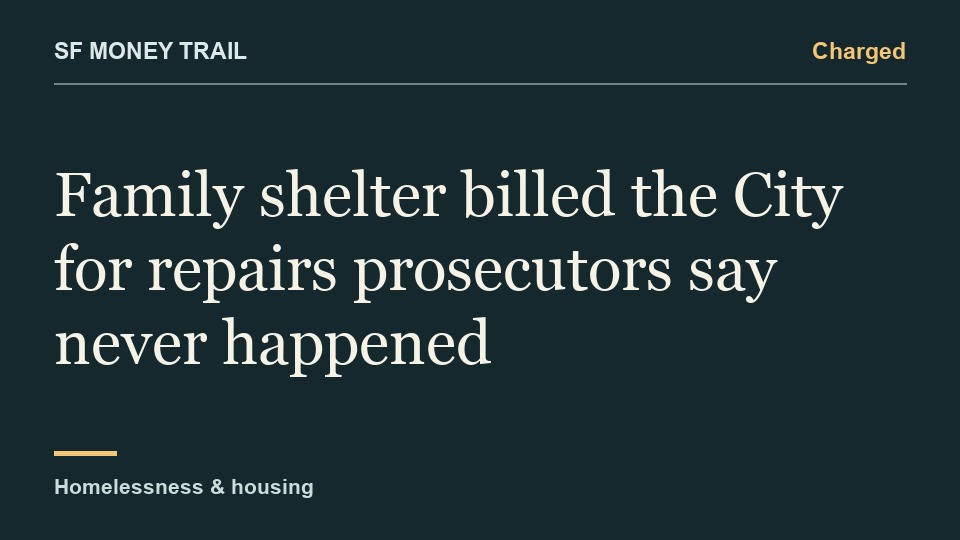 SF MONEY TRAIL
Charged
Family shelter billed the City
for repairs prosecutors say
never happened
Homelessness & housing